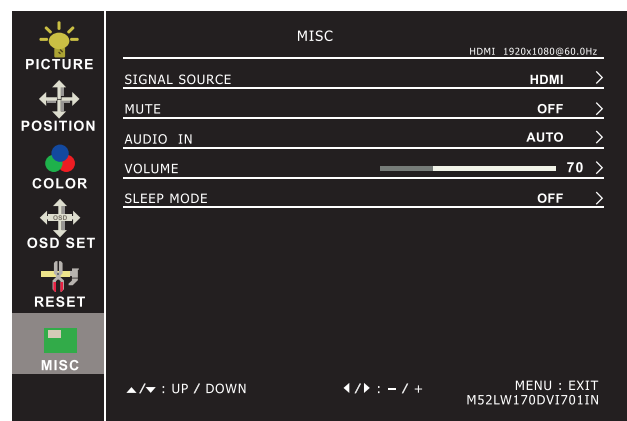 PICTURE
POSITION
COLOR
OSD
OSD SET
RESET
MISC
MISC
HDMI 1920x1080@60.0Hz
SIGNAL SOURCE HDMI
MUTE OFF
AUDIO IN AUTO
VOLUME 70
SLEEP MODE OFF
▲/▼ : UP / DOWN ◀/▶ : – / + MENU : EXIT
M52LW170DVI701IN